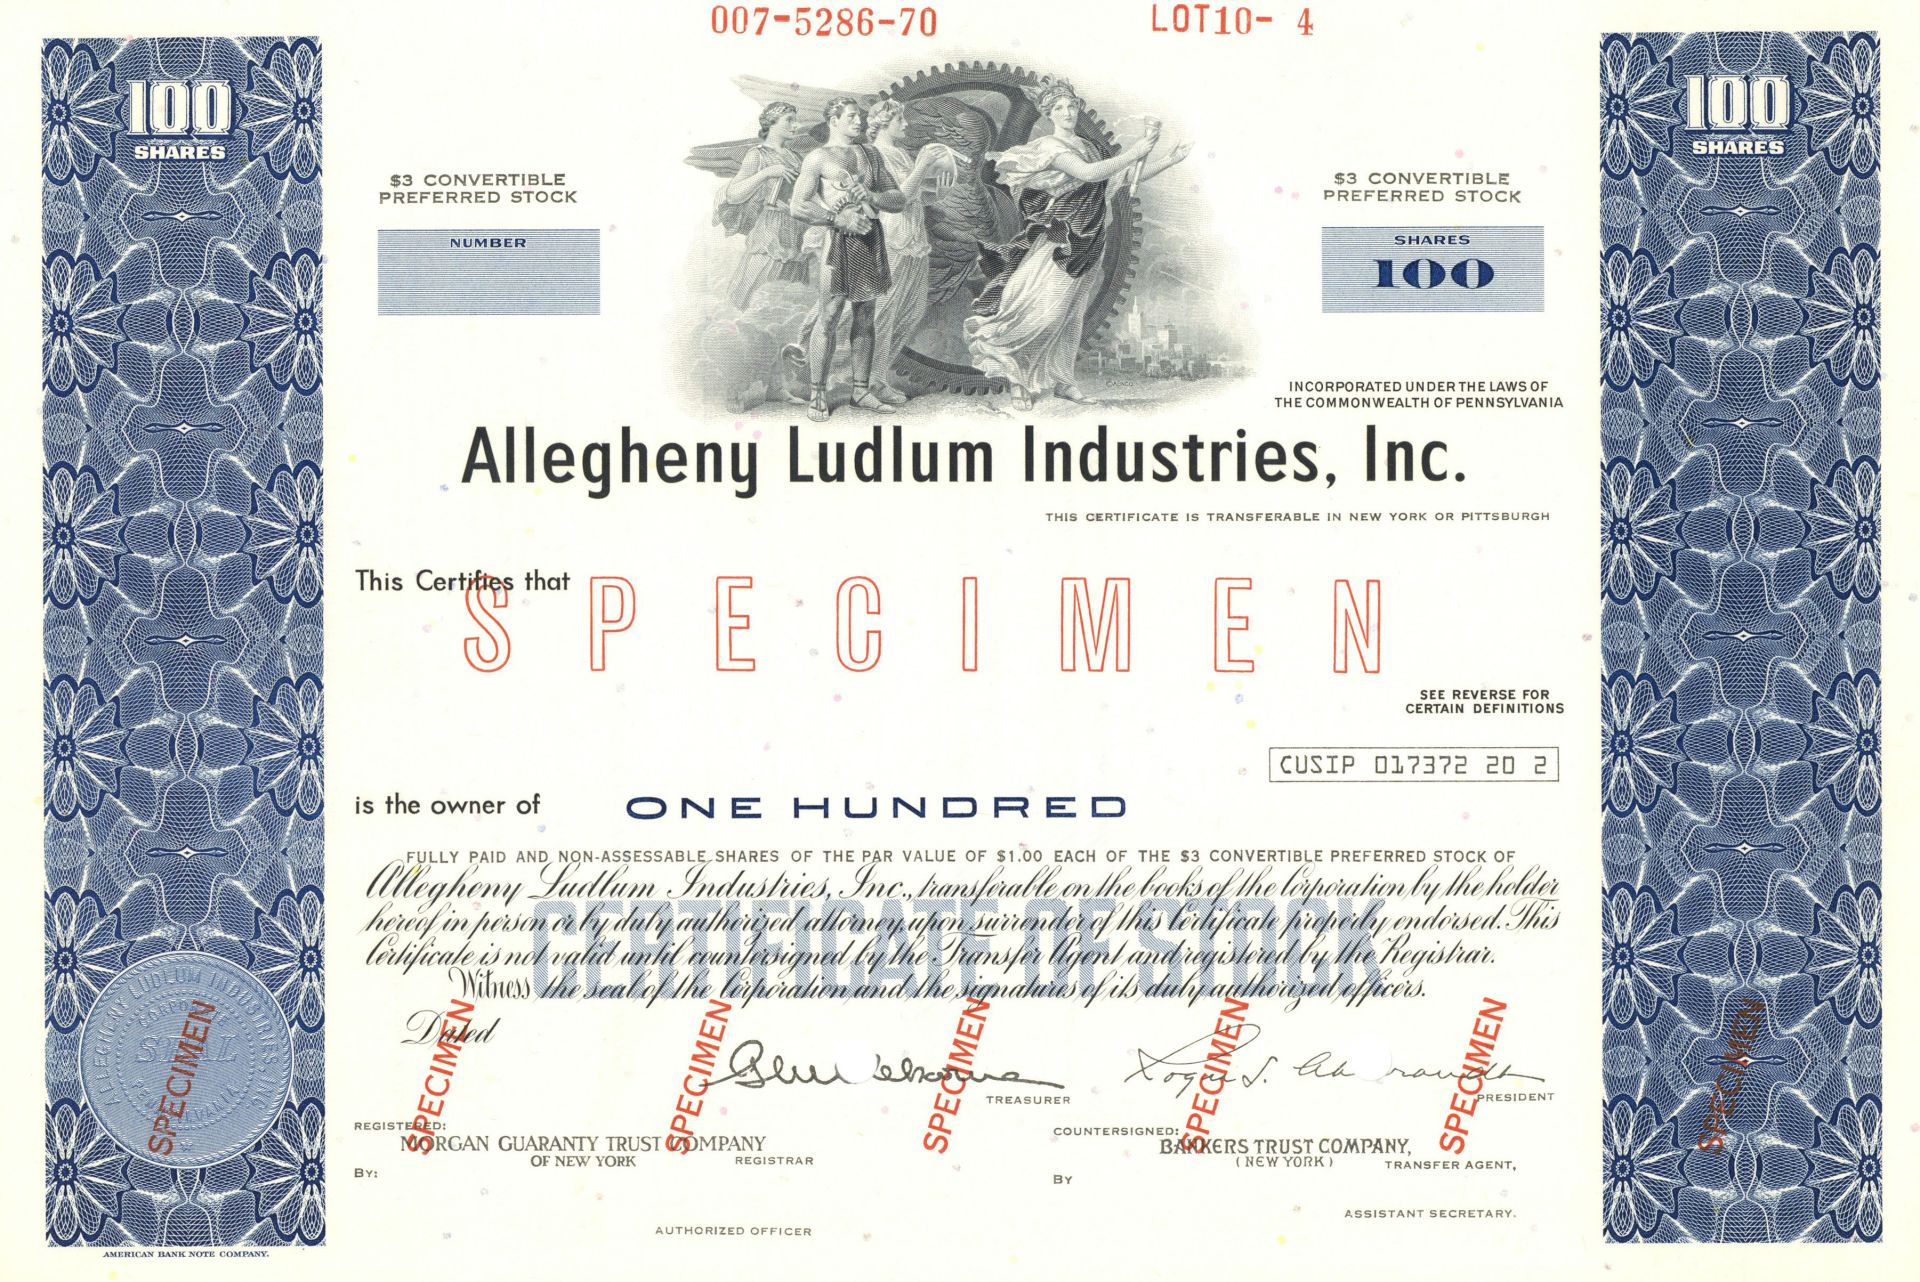 007-5286-70
LOT10- 4
100
SHARES
100
SHARES
$3 CONVERTIBLE
PREFERRED STOCK
$3 CONVERTIBLE
PREFERRED STOCK
NUMBER
SHARES
100
INCORPORATED UNDER THE LAWS OF
THE COMMONWEALTH OF PENNSYLVANIA
Allegheny Ludlum Industries, Inc.
THIS CERTIFICATE IS TRANSFERABLE IN NEW YORK OR PITTSBURGH
This Certifies that
SPECIMEN
SEE REVERSE FOR
CERTAIN DEFINITIONS
CUSIP 017372 20 2
is the owner of ONE HUNDRED
FULLY PAID AND NON-ASSESSABLE SHARES OF THE PAR VALUE OF $1.00 EACH OF THE $3 CONVERTIBLE PREFERRED STOCK OF
Allegheny Ludlum Industries, Inc., transferable on the books of the Corporation by the holder
hereof in person or by duly authorized attorney, upon surrender of this Certificate properly endorsed. This
Certificate is not valid until countersigned by the Transfer Agent and registered by the Registrar.
Witness the seal of the Corporation and the signatures of its duly authorized officers.
CERTIFICATE OF STOCK
Dated
ALLEGHENY LUDLUM INDUSTRIES, INC.
CORPORATE
SEAL
PENNSYLVANIA
SPECIMEN
SPECIMEN
SPECIMEN
SPECIMEN
SPECIMEN
SPECIMEN
SPECIMEN
TREASURER
PRESIDENT
REGISTERED:
MORGAN GUARANTY TRUST COMPANY
OF NEW YORK
REGISTRAR
BY:
AUTHORIZED OFFICER
COUNTERSIGNED:
BANKERS TRUST COMPANY,
(NEW YORK)
TRANSFER AGENT,
BY
ASSISTANT SECRETARY.
AMERICAN BANK NOTE COMPANY.